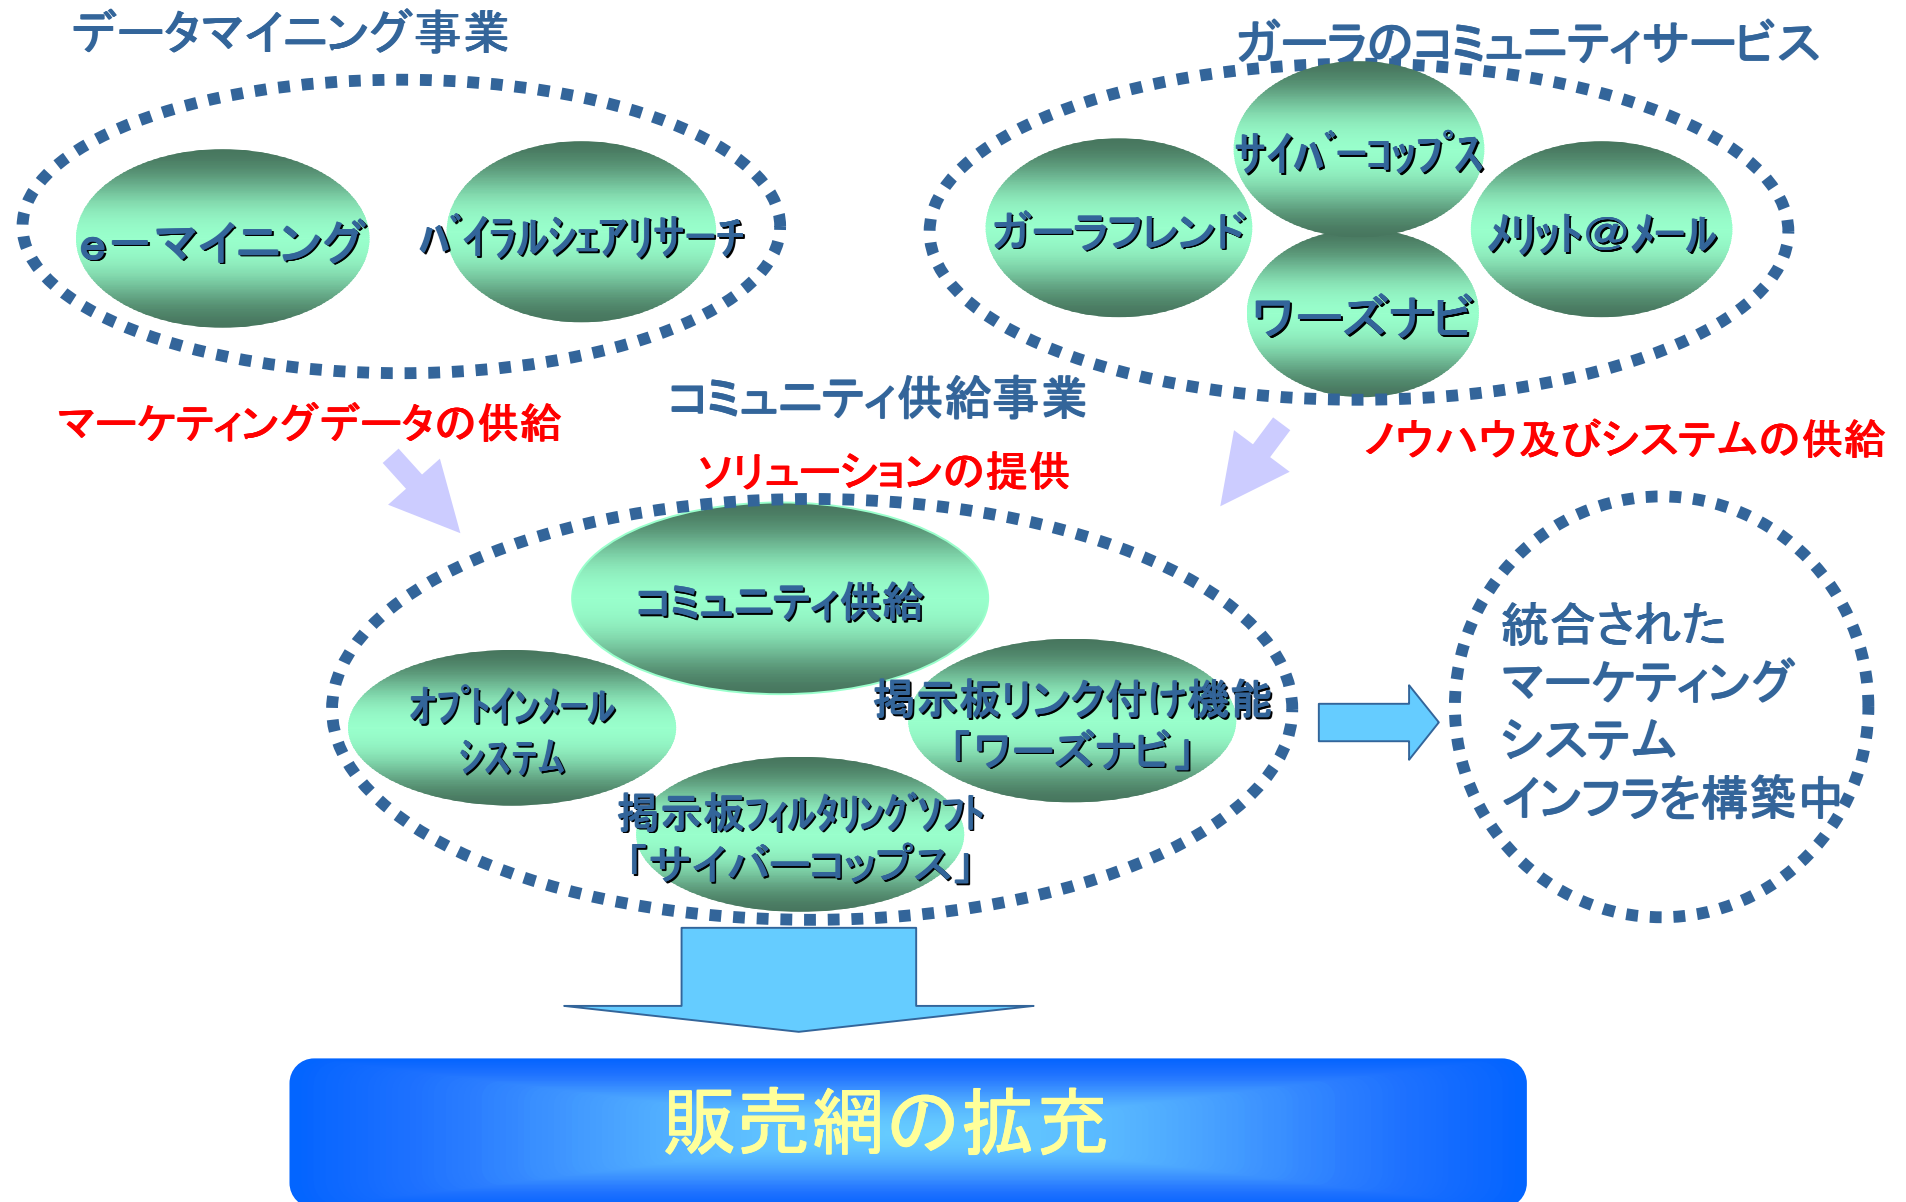 データマイニング事業
ガーラのコミュニティサービス
e－マイニング
ﾊﾞｲﾗﾙｼｪｱﾘｻｰﾁ
サイバーコップス
ガーラフレンド
ﾒﾘｯﾄ＠ﾒｰﾙ
ワーズナビ
マーケティングデータの供給
コミュニティ供給事業
ノウハウ及びシステムの供給
ソリューションの提供
コミュニティ供給
ｵﾌﾟﾄｲﾝﾒｰﾙ
ｼｽﾃﾑ
掲示板リンク付け機能
「ワーズナビ」
掲示板ﾌｨﾙﾀﾘﾝｸﾞｿﾌﾄ
「サイバーコップス」
統合された
マーケティング
システム
インフラを構築中
販売網の拡充